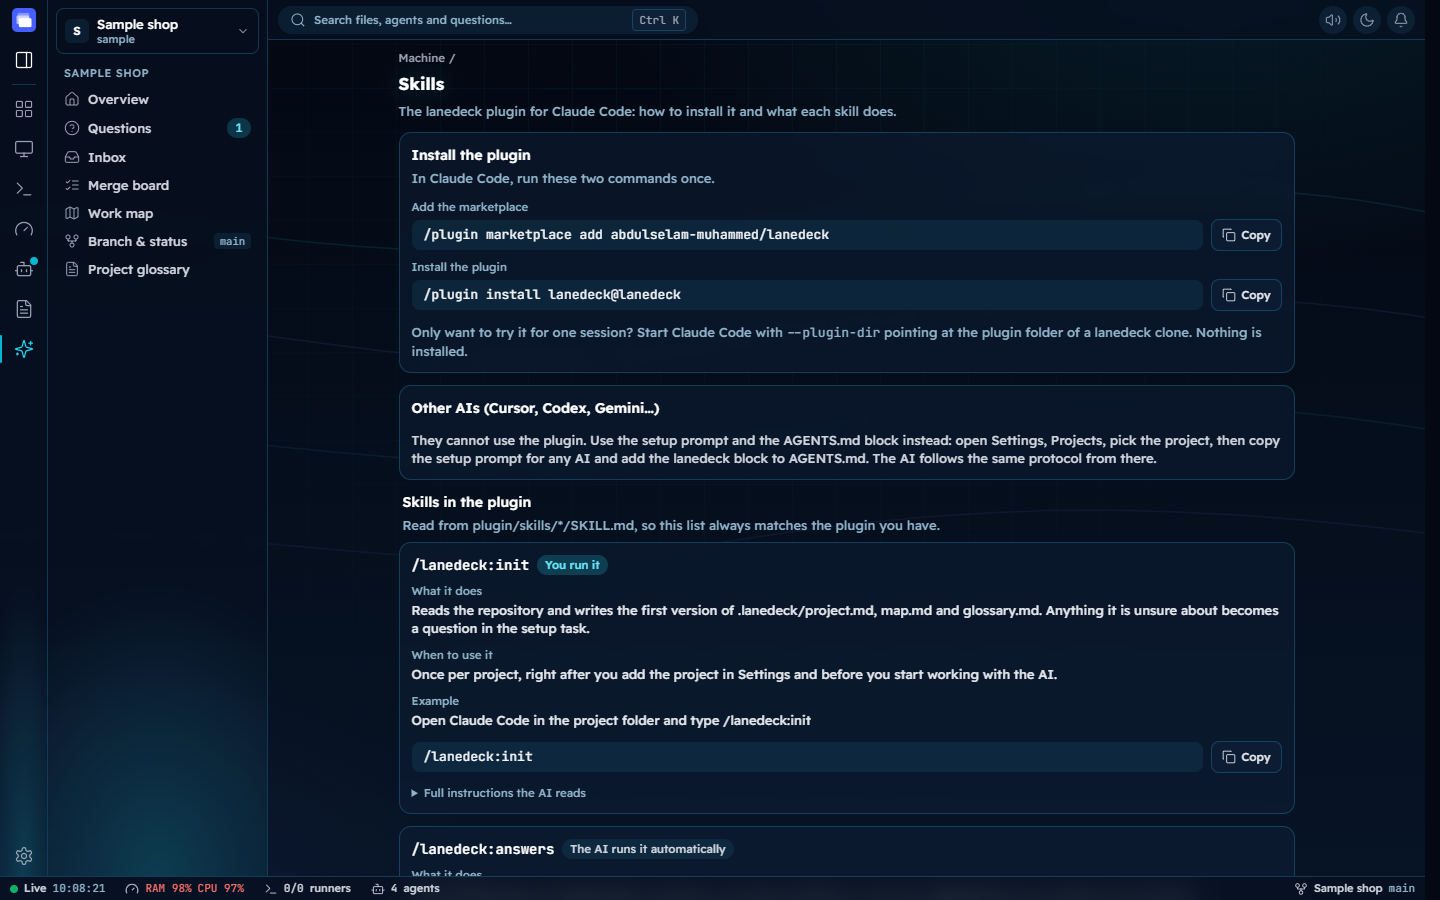 S
Sample shop
sample
Search files, agents and questions...
Ctrl K
SAMPLE SHOP
Overview
Questions
1
Inbox
Merge board
Work map
Branch & status
main
Project glossary
Machine /
Skills
The lanedeck plugin for Claude Code: how to install it and what each skill does.
Install the plugin
In Claude Code, run these two commands once.
Add the marketplace
/plugin marketplace add abdulselam-muhammed/lanedeck
Copy
Install the plugin
/plugin install lanedeck@lanedeck
Copy
Only want to try it for one session? Start Claude Code with --plugin-dir pointing at the plugin folder of a lanedeck clone. Nothing is
installed.
Other AIs (Cursor, Codex, Gemini...)
They cannot use the plugin. Use the setup prompt and the AGENTS.md block instead: open Settings, Projects, pick the project, then copy
the setup prompt for any AI and add the lanedeck block to AGENTS.md. The AI follows the same protocol from there.
Skills in the plugin
Read from plugin/skills/*/SKILL.md, so this list always matches the plugin you have.
/lanedeck:init
You run it
What it does
Reads the repository and writes the first version of .lanedeck/project.md, map.md and glossary.md. Anything it is unsure about becomes
a question in the setup task.
When to use it
Once per project, right after you add the project in Settings and before you start working with the AI.
Example
Open Claude Code in the project folder and type /lanedeck:init
/lanedeck:init
Copy
Full instructions the AI reads
/lanedeck:answers
The AI runs it automatically
What it does
Live 10:08:21
RAM 98% CPU 97%
0/0 runners
4 agents
Sample shop main